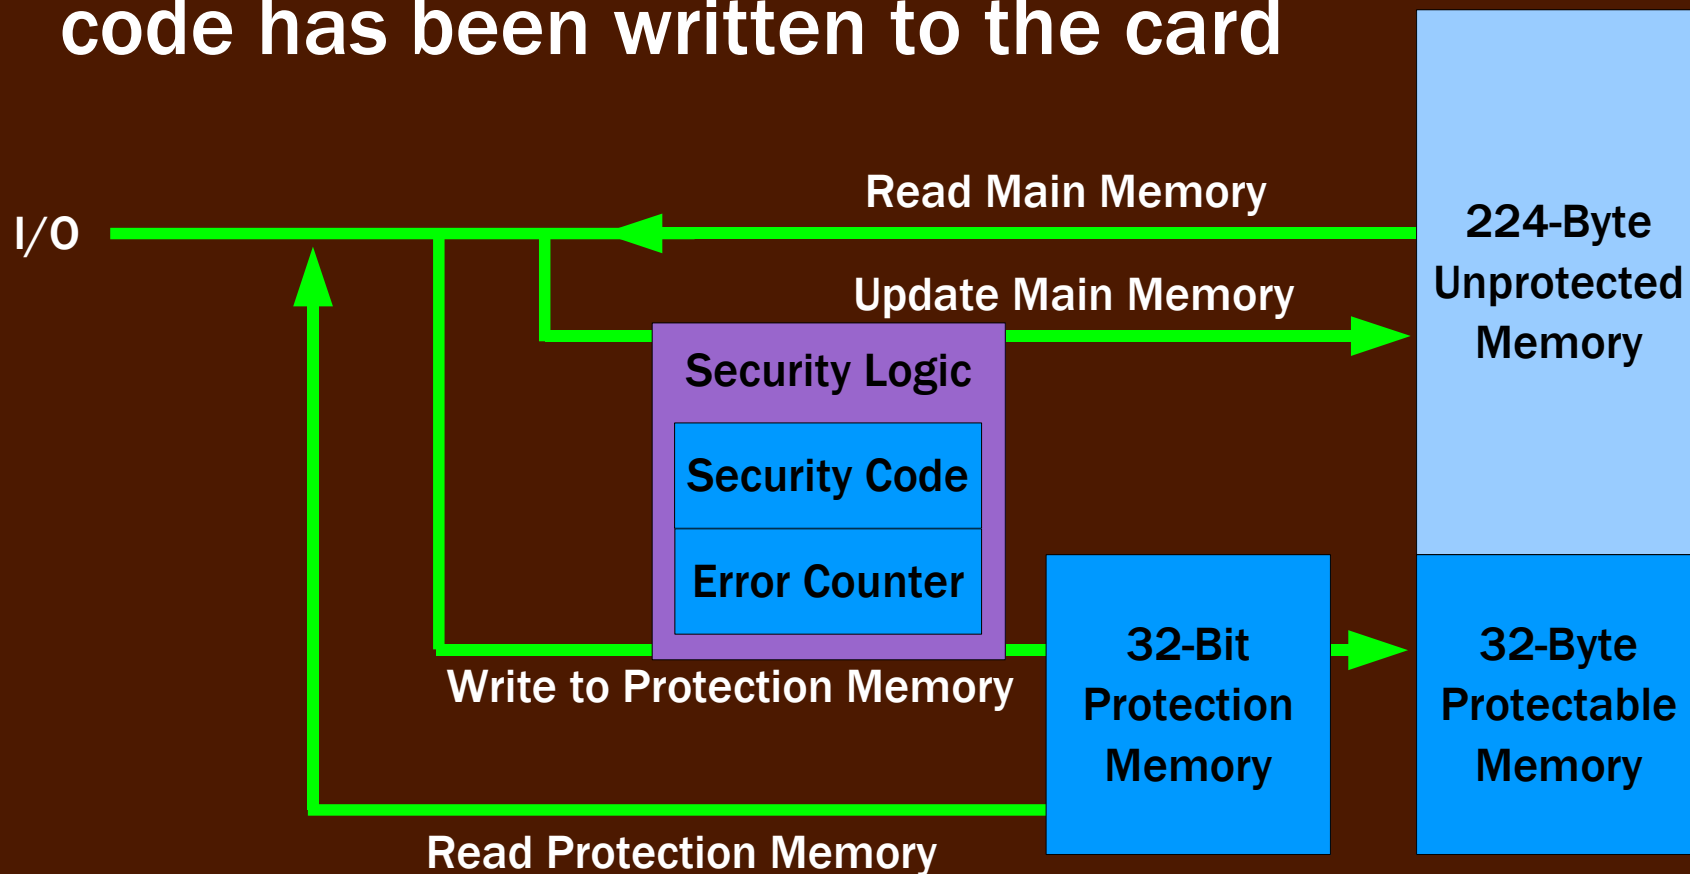 code has been written to the card
Read Main Memory
I/O
224-Byte
Unprotected
Memory
Update Main Memory
Security Logic
Security Code
Error Counter
32-Bit
Protection
Memory
32-Byte
Protectable
Memory
Write to Protection Memory
Read Protection Memory